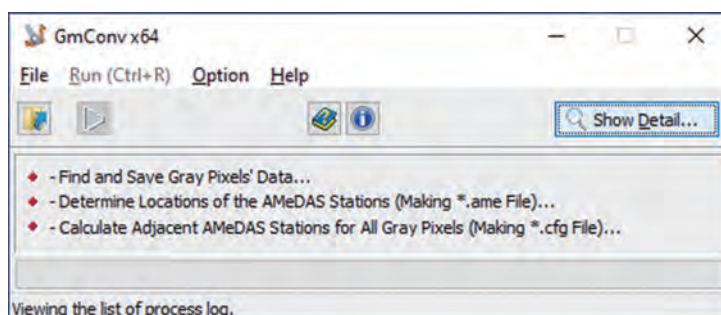 GmConv x64
File Run (Ctrl+R) Option Help
Show Detail...
- Find and Save Gray Pixels' Data...
- Determine Locations of the AMeDAS Stations (Making *.ame File)...
- Calculate Adjacent AMeDAS Stations for All Gray Pixels (Making *.cfg File)...
Viewing the list of process log.